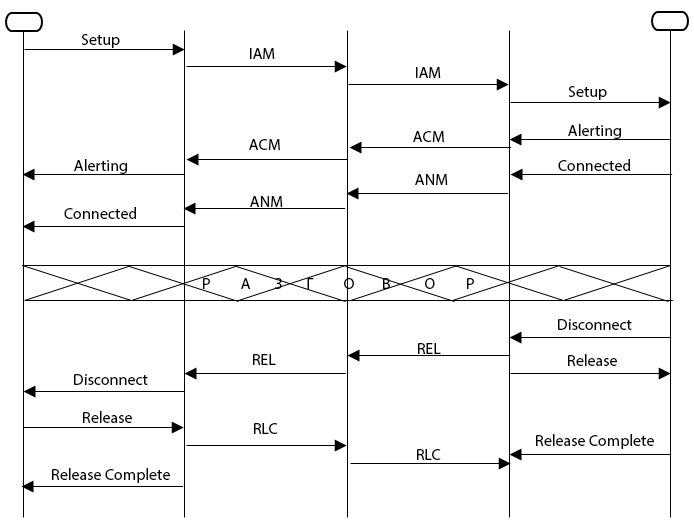 Setup
IAM
IAM
Setup
Alerting
ACM
ACM
Alerting
Connected
ANM
ANM
Connected
Р А З Г О В О Р
Disconnect
REL
REL
Release
Disconnect
Release
RLC
Release Complete
RLC
Release Complete